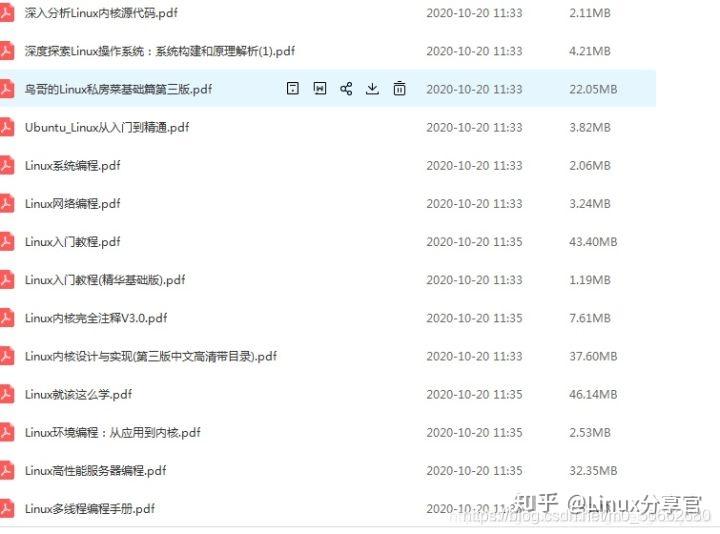 深入分析Linux内核源代码.pdf 2020-10-20 11:33 2.11MB
深度探索Linux操作系统：系统构建和原理解析(1).pdf 2020-10-20 11:33 4.21MB
鸟哥的Linux私房菜基础篇第三版.pdf 2020-10-20 11:33 22.05MB
Ubuntu_Linux从入门到精通.pdf 2020-10-20 11:33 3.82MB
Linux系统编程.pdf 2020-10-20 11:33 2.06MB
Linux网络编程.pdf 2020-10-20 11:33 3.24MB
Linux入门教程.pdf 2020-10-20 11:35 43.40MB
Linux入门教程(精华基础版).pdf 2020-10-20 11:33 1.19MB
Linux内核完全注释V3.0.pdf 2020-10-20 11:35 7.61MB
Linux内核设计与实现(第三版中文高清带目录).pdf 2020-10-20 11:33 37.60MB
Linux就该这么学.pdf 2020-10-20 11:35 46.14MB
Linux环境编程：从应用到内核.pdf 2020-10-20 11:35 2.53MB
Linux高性能服务器编程.pdf 2020-10-20 11:35 32.35MB
Linux多线程编程手册.pdf 2020-10-20
知乎 @Linux分享官